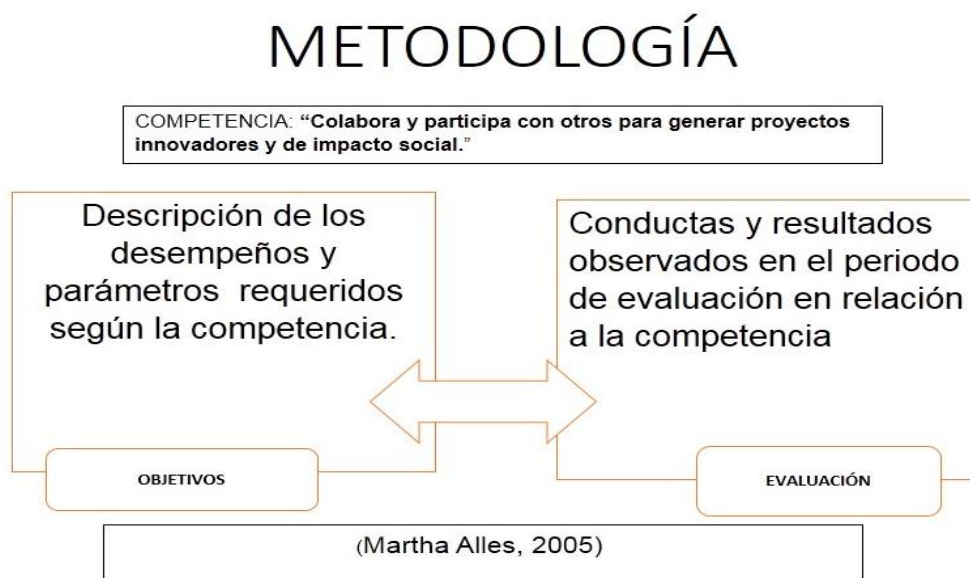 METODOLOGÍA
COMPETENCIA: “Colabora y participa con otros para generar proyectos
innovadores y de impacto social.”
Descripción de los
desempeños y
parámetros requeridos
según la competencia.
OBJETIVOS
Conductas y resultados
observados en el periodo
de evaluación en relación
a la competencia
EVALUACIÓN
(Martha Alles, 2005)